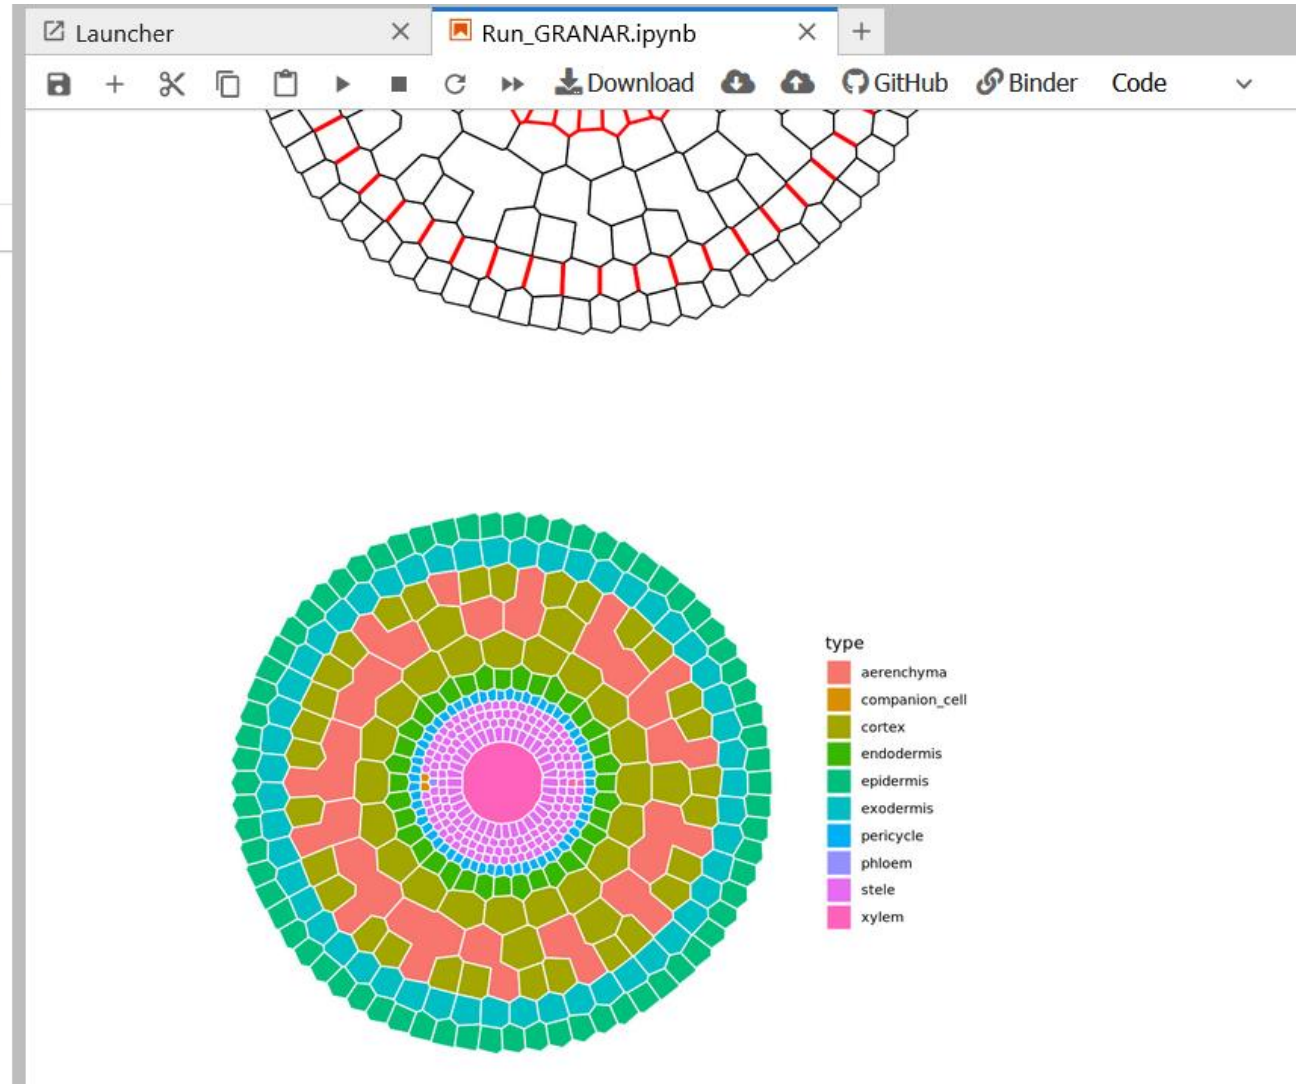 Launcher
Run_GRANAR.ipynb
Download GitHub Binder Code
type
aerenchyma
companion_cell
cortex
endodermis
epidermis
exodermis
pericycle
phloem
stele
xylem